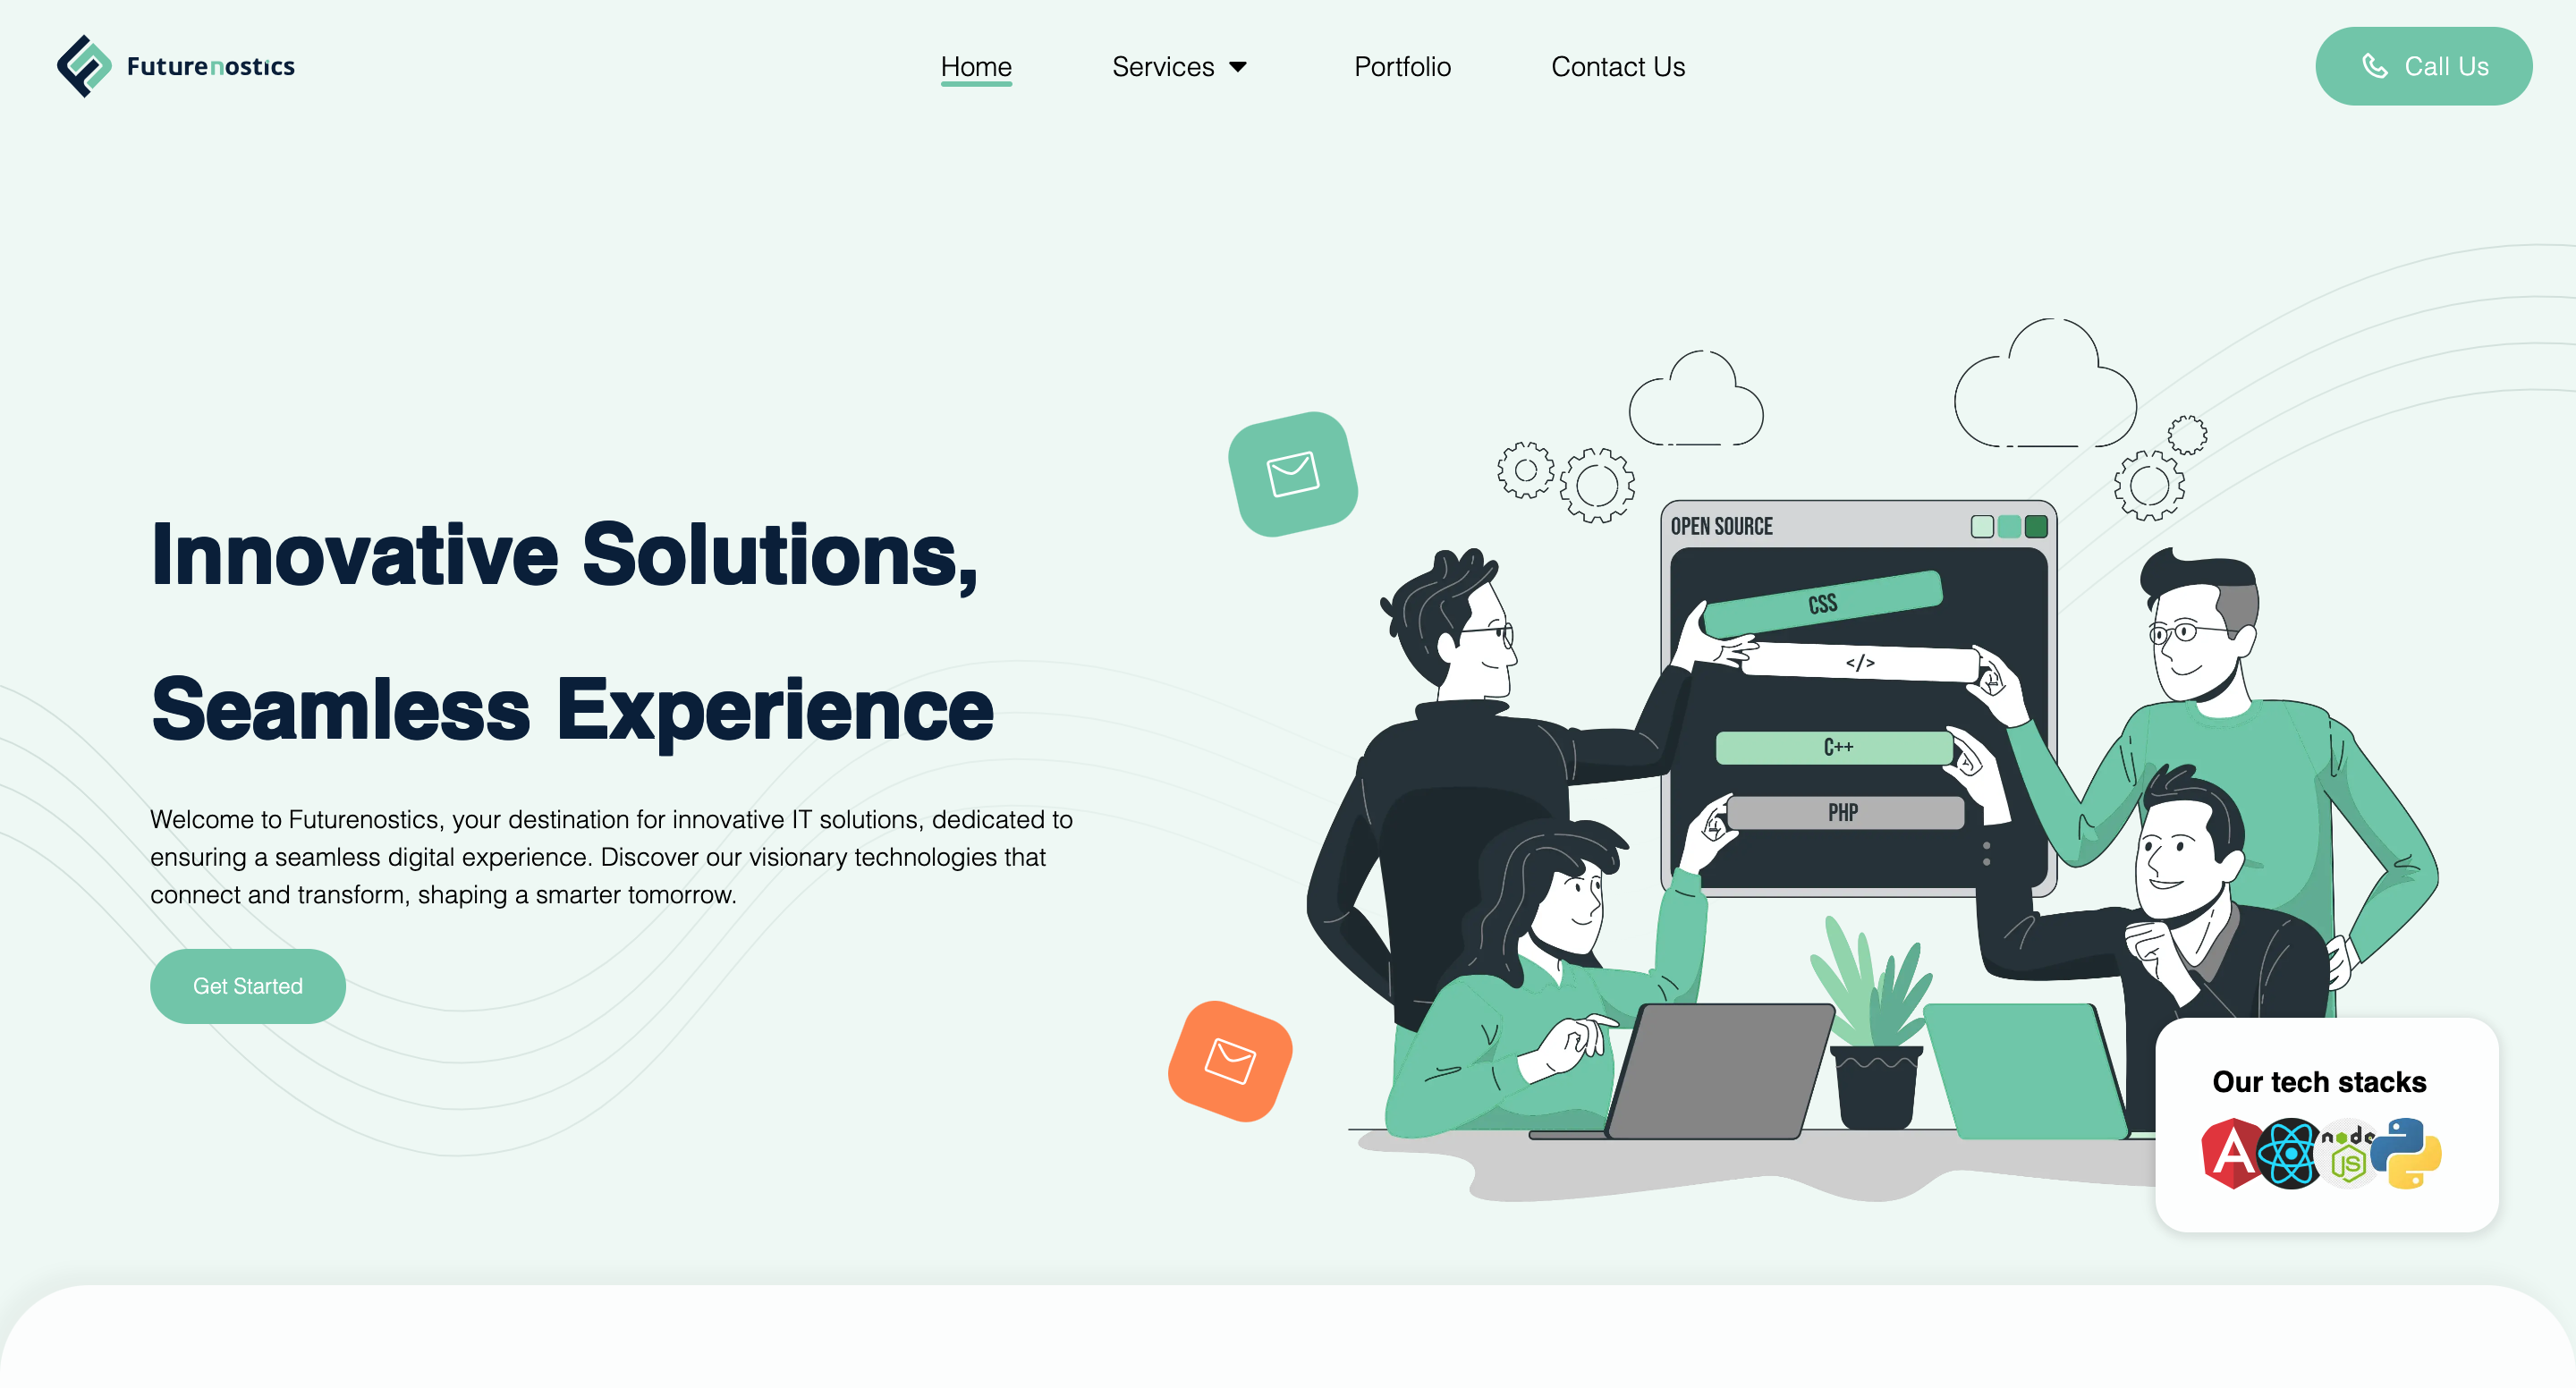 Futurenostics
Home
Services
Portfolio
Contact Us
Call Us
Innovative Solutions,
Seamless Experience
Welcome to Futurenostics, your destination for innovative IT solutions, dedicated to
ensuring a seamless digital experience. Discover our visionary technologies that
connect and transform, shaping a smarter tomorrow.
Get Started
OPEN SOURCE
CSS
</>
C++
PHP
Our tech stacks
A
node
JS